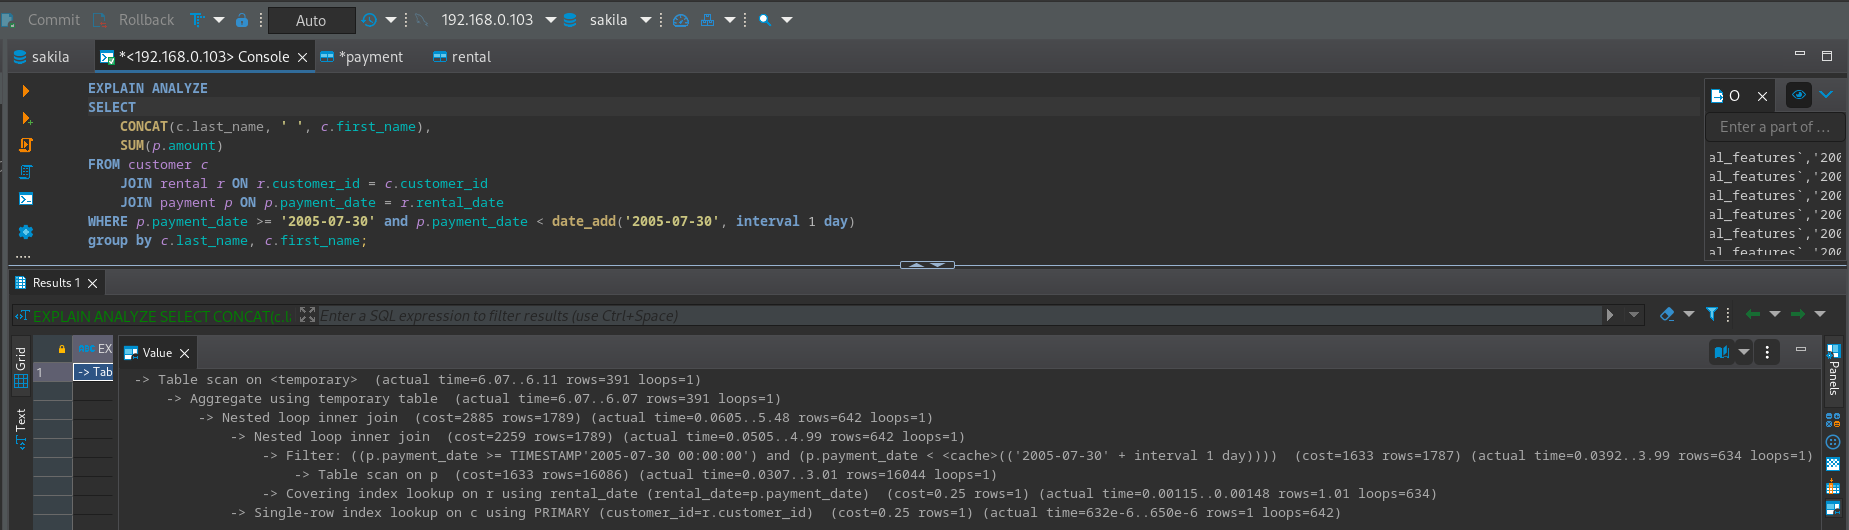 Commit Rollback Auto 192.168.0.103 sakila
sakila *<192.168.0.103> Console *payment rental
EXPLAIN ANALYZE
SELECT
CONCAT(c.last_name, ' ', c.first_name),
SUM(p.amount)
FROM customer c
JOIN rental r ON r.customer_id = c.customer_id
JOIN payment p ON p.payment_date = r.rental_date
WHERE p.payment_date >= '2005-07-30' and p.payment_date < date_add('2005-07-30', interval 1 day)
group by c.last_name, c.first_name;
O
Enter a part of ...
al_features`,'200
al_features`,'200
al_features`,'200
al_features`,'200
al_features`,'200
al_features`,'200
Results 1
EXPLAIN ANALYZE SELECT CONCAT(c.l Enter a SQL expression to filter results (use Ctrl+Space)
Grid
Text
ABC EX
1 -> Tab
Value
-> Table scan on <temporary>  (actual time=6.07..6.11 rows=391 loops=1)
-> Aggregate using temporary table  (actual time=6.07..6.07 rows=391 loops=1)
-> Nested loop inner join  (cost=2885 rows=1789) (actual time=0.0605..5.48 rows=642 loops=1)
-> Nested loop inner join  (cost=2259 rows=1789) (actual time=0.0505..4.99 rows=642 loops=1)
-> Filter: ((p.payment_date >= TIMESTAMP'2005-07-30 00:00:00') and (p.payment_date < <cache>(('2005-07-30' + interval 1 day))))  (cost=1633 rows=1787) (actual time=0.0392..3.99 rows=634 loops=1)
-> Table scan on p  (cost=1633 rows=16086) (actual time=0.0307..3.01 rows=16044 loops=1)
-> Covering index lookup on r using rental_date (rental_date=p.payment_date)  (cost=0.25 rows=1) (actual time=0.00115..0.00148 rows=1.01 loops=634)
-> Single-row index lookup on c using PRIMARY (customer_id=r.customer_id)  (cost=0.25 rows=1) (actual time=632e-6..650e-6 rows=1 loops=642)
Panels